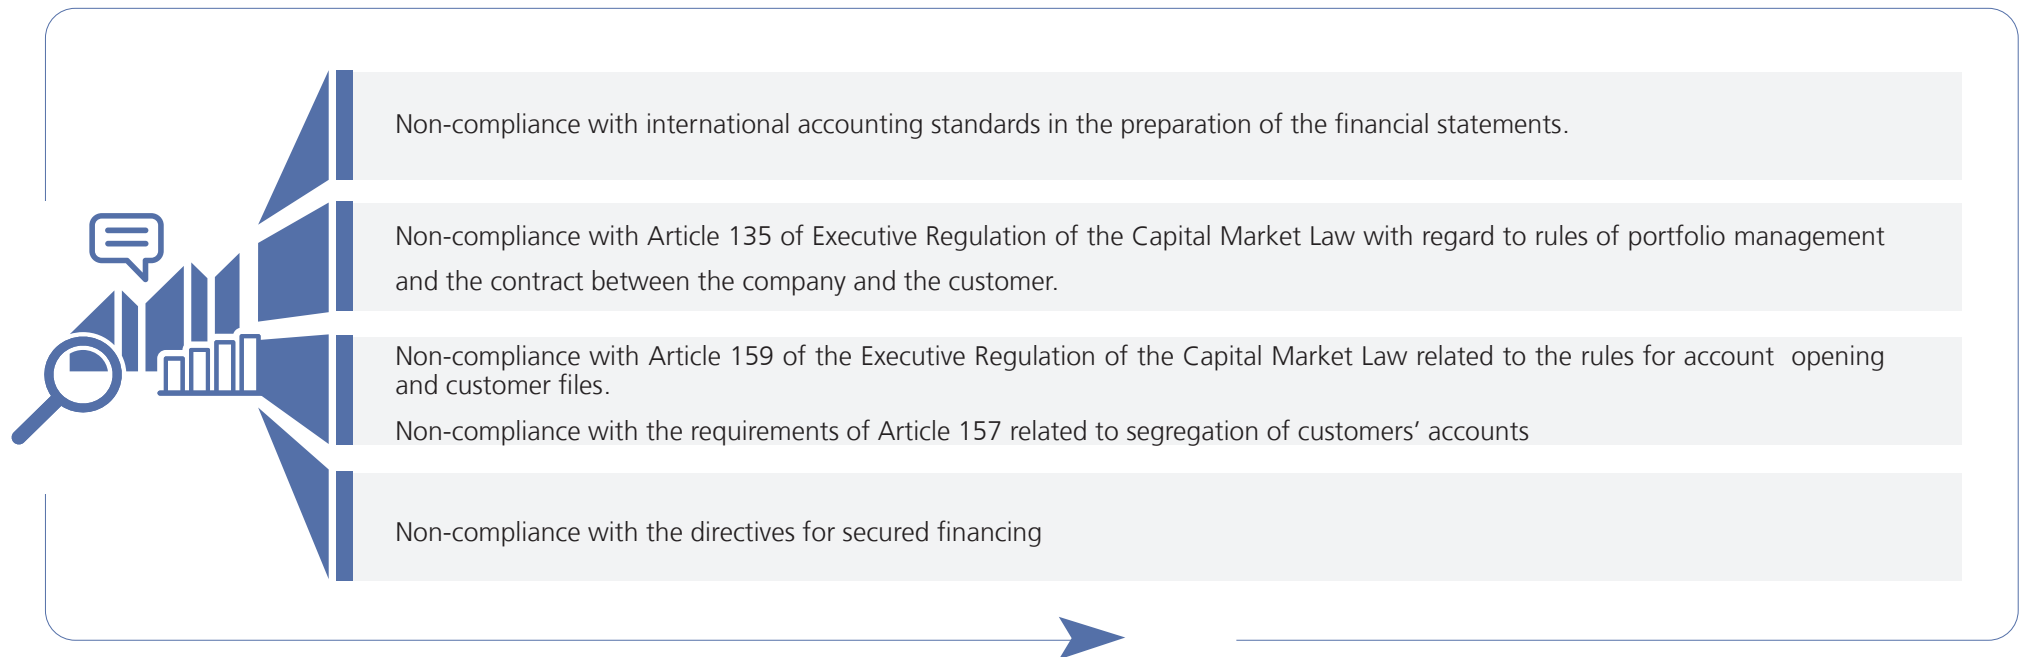 Non-compliance with international accounting standards in the preparation of the financial statements.
Non-compliance with Article 135 of Executive Regulation of the Capital Market Law with regard to rules of portfolio management
and the contract between the company and the customer.
Non-compliance with Article 159 of the Executive Regulation of the Capital Market Law related to the rules for account opening
and customer files.
Non-compliance with the requirements of Article 157 related to segregation of customers’ accounts
Non-compliance with the directives for secured financing